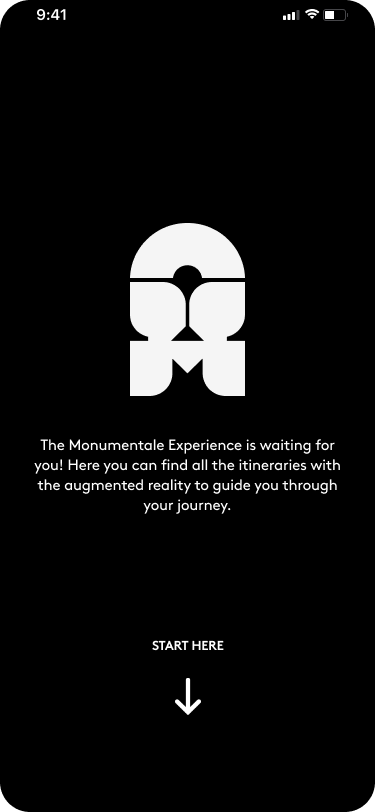 9:41
The Monumentale Experience is waiting for
you! Here you can find all the itineraries with
the augmented reality to guide you through
your journey.
START HERE